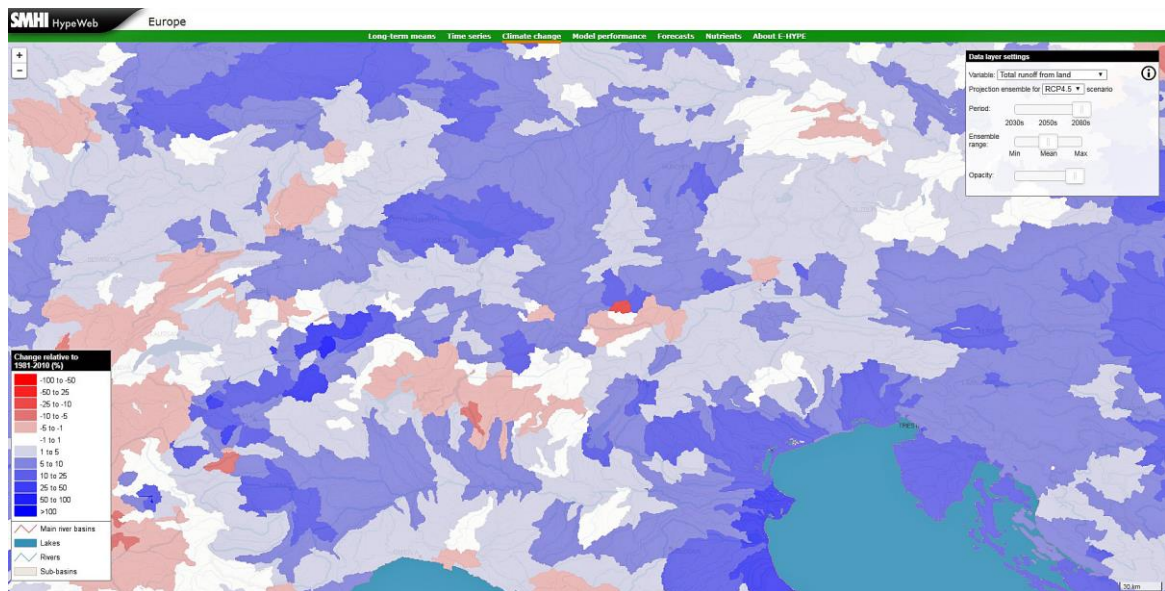 SMHI HypeWeb Europe
Long-term means Time series Climate change Model performance Forecasts Nutrients About E-HYPE
+
−
Data layer settings
Variable: Total runoff from land
Projection ensemble for RCP4.5 scenario
Period:
2030s 2050s 2080s
Ensemble
range:
Min Mean Max
Opacity:
Change relative to
1981-2010 (%)
-100 to -50
-50 to 25
-25 to -10
-10 to -5
-5 to -1
-1 to 1
1 to 5
5 to 10
10 to 25
25 to 50
50 to 100
>100
Main river basins
Lakes
Rivers
Sub-basins
30 km